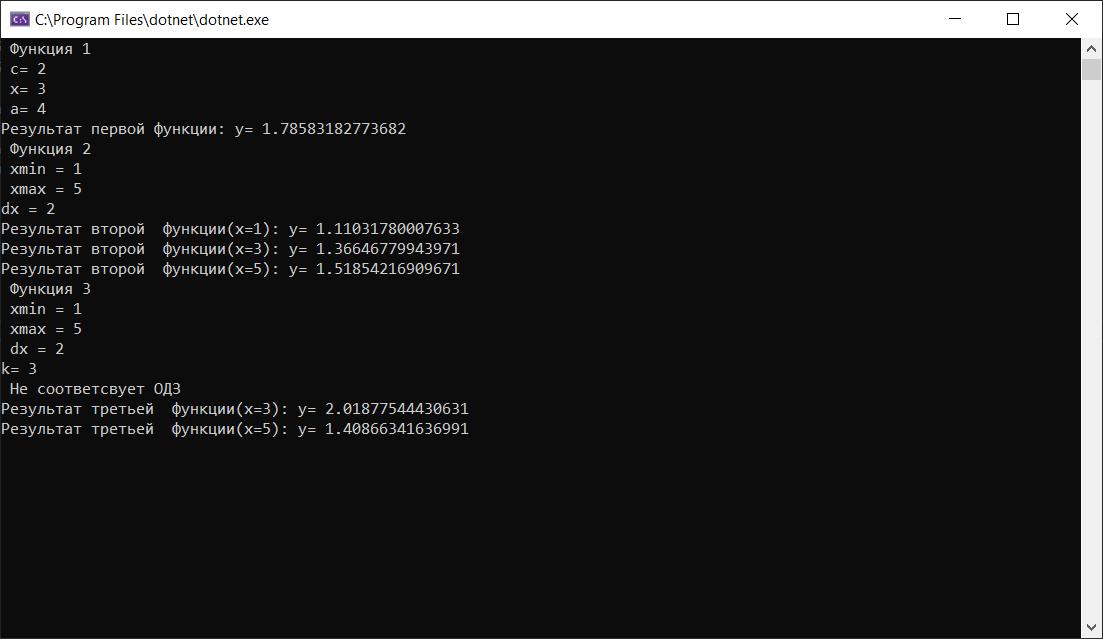 C:\Program Files\dotnet\dotnet.exe
Функция 1
c= 2
x= 3
a= 4
Результат первой функции: y= 1.78583182773682
Функция 2
xmin = 1
xmax = 5
dx = 2
Результат второй  функции(x=1): y= 1.11031780007633
Результат второй  функции(x=3): y= 1.36646779943971
Результат второй  функции(x=5): y= 1.51854216909671
Функция 3
xmin = 1
xmax = 5
dx = 2
k= 3
Не соответсвует ОДЗ
Результат третьей  функции(x=3): y= 2.01877544430631
Результат третьей  функции(x=5): y= 1.40866341636991